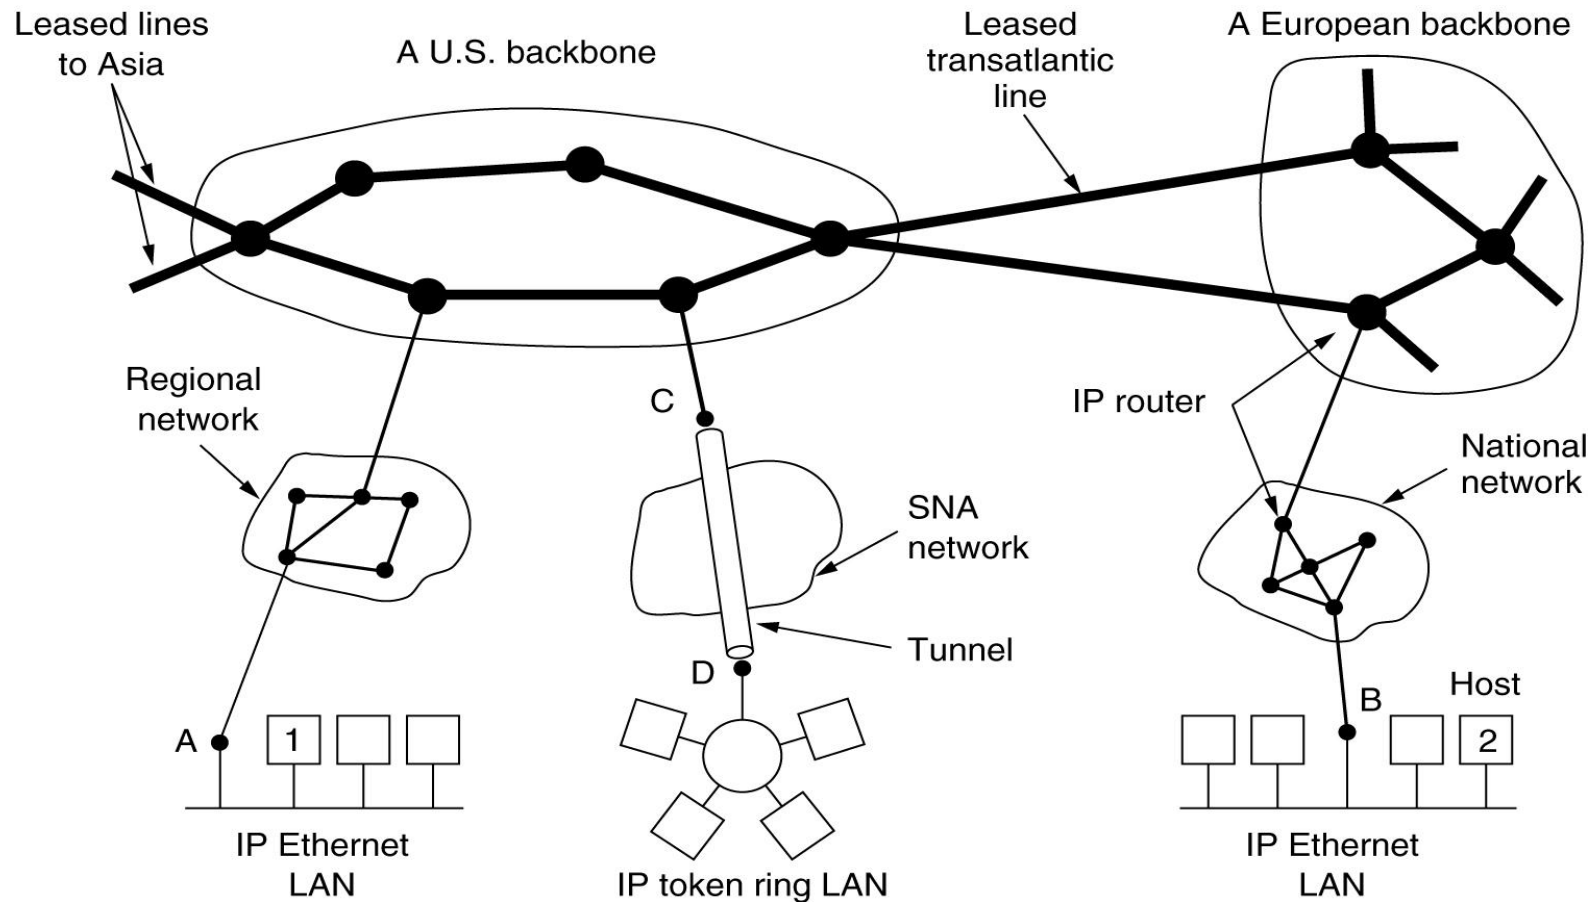 Leased lines
to Asia
A U.S. backbone
Leased
transatlantic
line
A European backbone
Regional
network
C
IP router
National
network
SNA
network
Tunnel
D
A
1
B
Host
2
IP Ethernet
LAN
IP token ring LAN
IP Ethernet
LAN